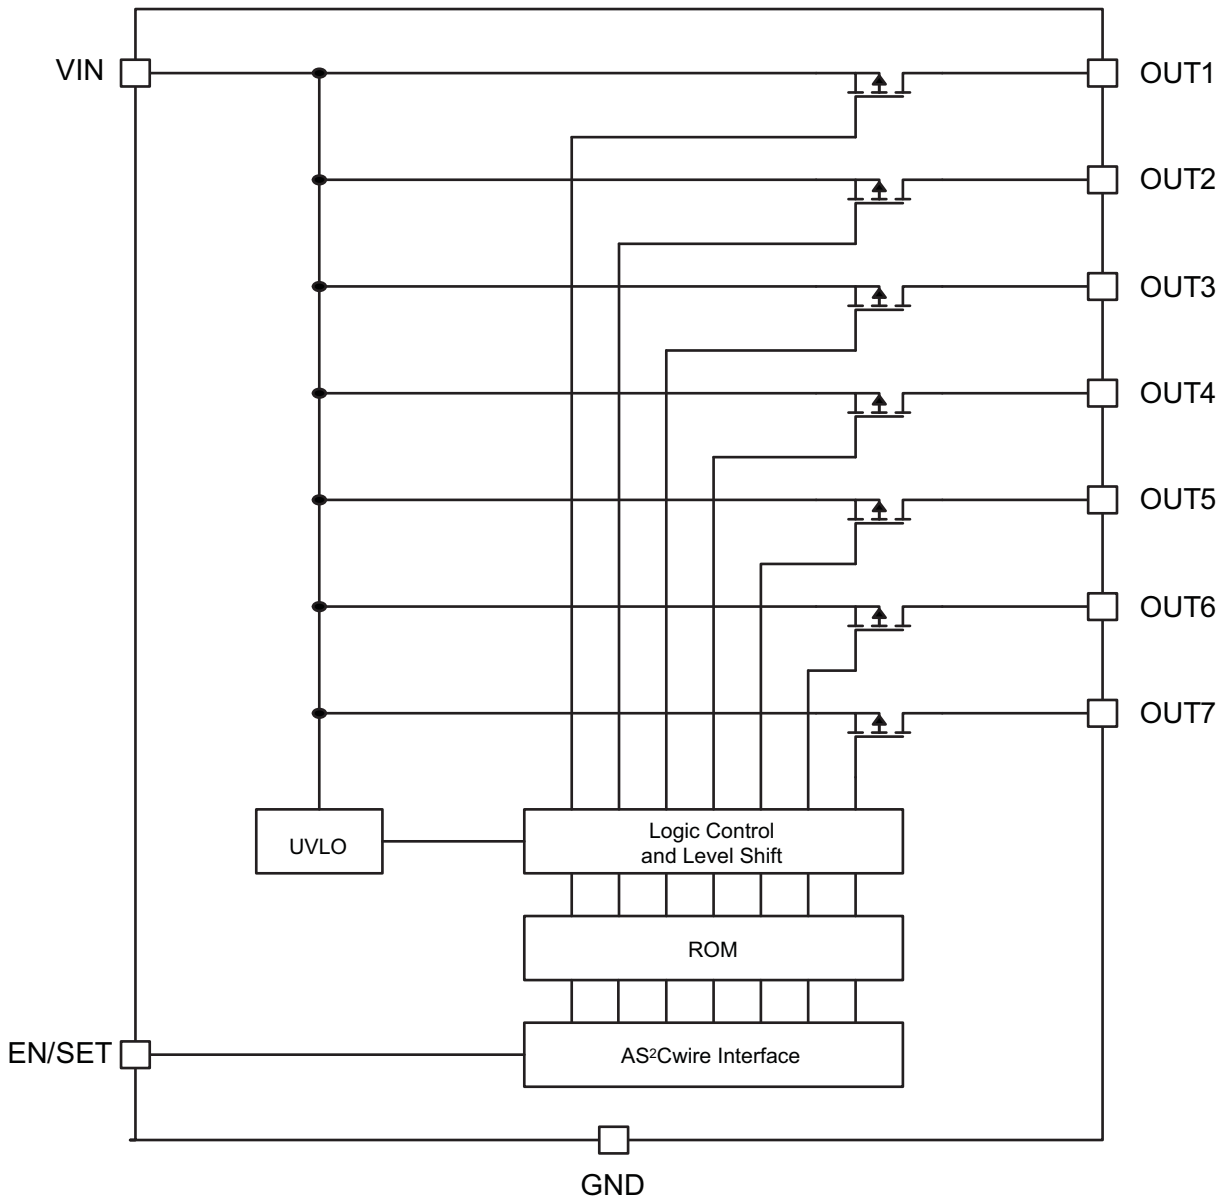 VIN
OUT1
OUT2
OUT3
OUT4
OUT5
OUT6
OUT7
UVLO
Logic Control
and Level Shift
ROM
EN/SET
AS²Cwire Interface
GND